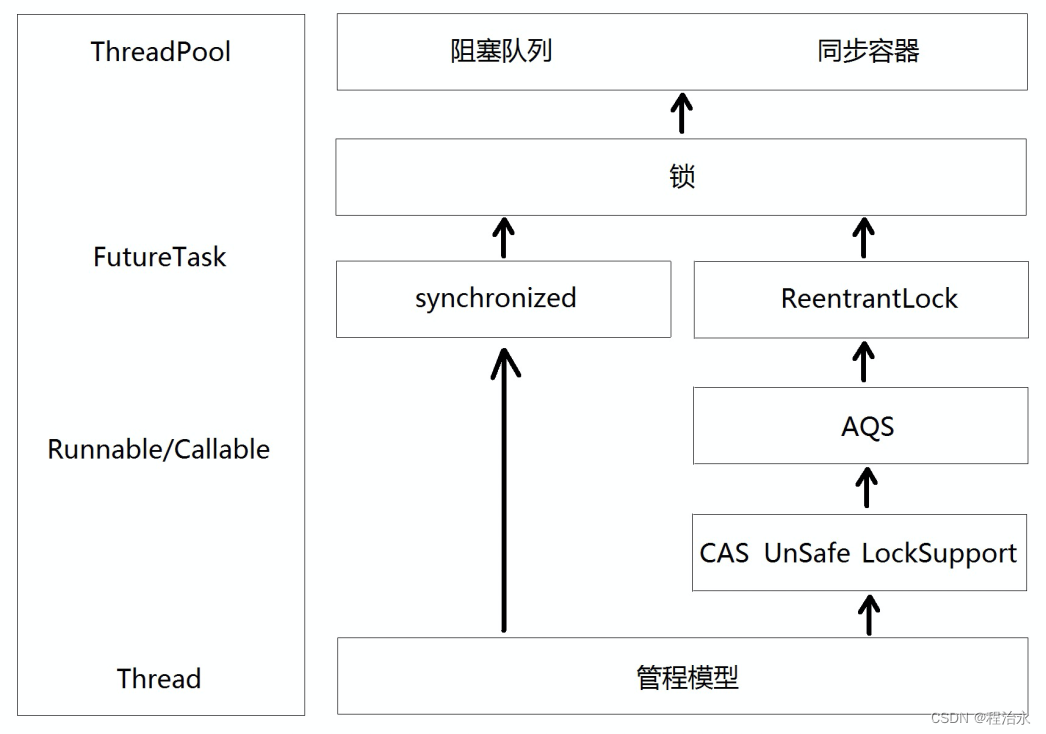 ThreadPool
FutureTask
Runnable/Callable
Thread
阻塞队列 同步容器
锁
synchronized ReentrantLock
AQS
CAS UnSafe LockSupport
管程模型
CSDN @程治永